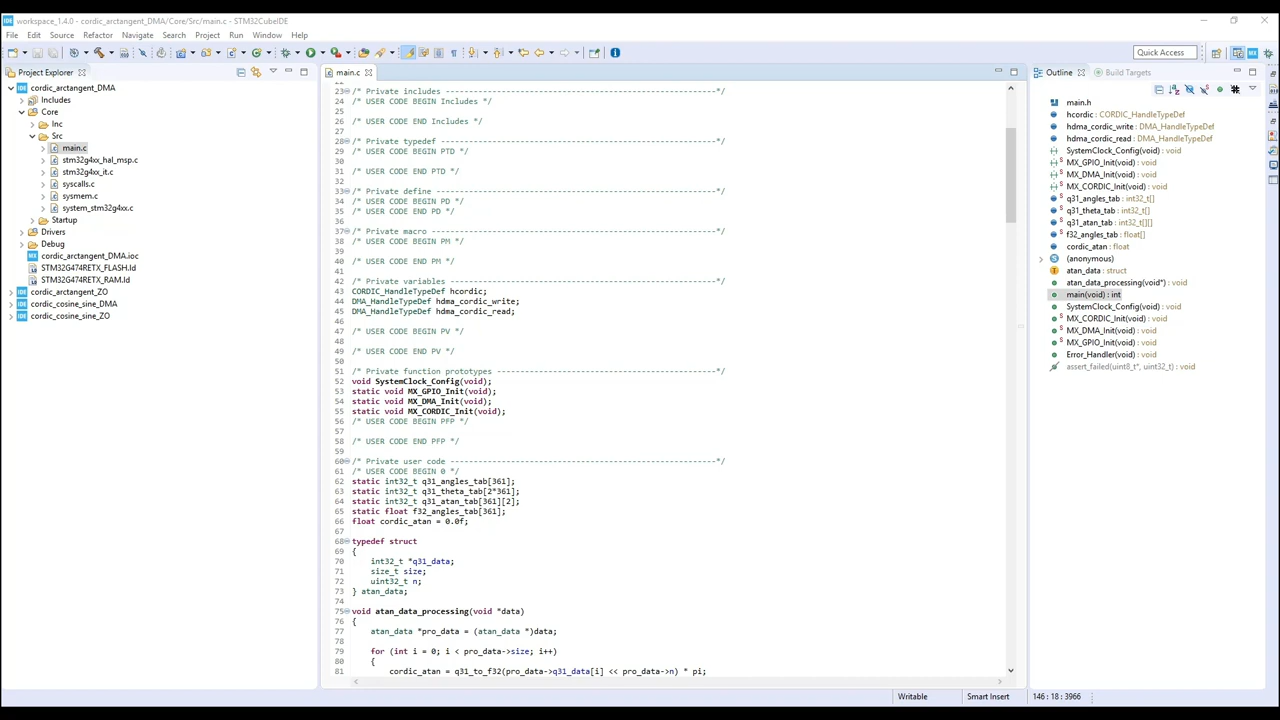 workspace_1.4.0 - cordic_arctangent_DMA/Core/Src/main.c - STM32CubeIDE
File Edit Source Refactor Navigate Search Project Run Window Help
Quick Access
Project Explorer
cordic_arctangent_DMA
Includes
Core
Inc
Src
main.c
stm32g4xx_hal_msp.c
stm32g4xx_it.c
syscalls.c
sysmem.c
system_stm32g4xx.c
Startup
Drivers
Debug
cordic_arctangent_DMA.ioc
STM32G474RETX_FLASH.ld
STM32G474RETX_RAM.ld
cordic_arctangent_ZO
cordic_cosine_sine_DMA
cordic_cosine_sine_ZO
main.c
23 /* Private includes ----------------------------------------------------------*/
24 /* USER CODE BEGIN Includes */
25
26 /* USER CODE END Includes */
27
28 /* Private typedef -----------------------------------------------------------*/
29 /* USER CODE BEGIN PTD */
30
31 /* USER CODE END PTD */
32
33 /* Private define ------------------------------------------------------------*/
34 /* USER CODE BEGIN PD */
35 /* USER CODE END PD */
36
37 /* Private macro -------------------------------------------------------------*/
38 /* USER CODE BEGIN PM */
39
40 /* USER CODE END PM */
41
42 /* Private variables ---------------------------------------------------------*/
43 CORDIC_HandleTypeDef hcordic;
44 DMA_HandleTypeDef hdma_cordic_write;
45 DMA_HandleTypeDef hdma_cordic_read;
46
47 /* USER CODE BEGIN PV */
48
49 /* USER CODE END PV */
50
51 /* Private function prototypes -----------------------------------------------*/
52 void SystemClock_Config(void);
53 static void MX_GPIO_Init(void);
54 static void MX_DMA_Init(void);
55 static void MX_CORDIC_Init(void);
56 /* USER CODE BEGIN PFP */
57
58 /* USER CODE END PFP */
59
60 /* Private user code ---------------------------------------------------------*/
61 /* USER CODE BEGIN 0 */
62 static int32_t q31_angles_tab[361];
63 static int32_t q31_theta_tab[2*361];
64 static int32_t q31_atan_tab[361][2];
65 static float f32_angles_tab[361];
66 float cordic_atan = 0.0f;
67
68 typedef struct
69 {
70 int32_t *q31_data;
71 size_t size;
72 uint32_t n;
73 } atan_data;
74
75 void atan_data_processing(void *data)
76 {
77 atan_data *pro_data = (atan_data *)data;
78
79 for (int i = 0; i < pro_data->size; i++)
80 {
81 cordic_atan = q31_to_f32(pro_data->q31_data[i] << pro_data->n) * pi;
Outline Build Targets
main.h
hcordic : CORDIC_HandleTypeDef
hdma_cordic_write : DMA_HandleTypeDef
hdma_cordic_read : DMA_HandleTypeDef
SystemClock_Config(void) : void
MX_GPIO_Init(void) : void
MX_DMA_Init(void) : void
MX_CORDIC_Init(void) : void
q31_angles_tab : int32_t[]
q31_theta_tab : int32_t[]
q31_atan_tab : int32_t[][]
f32_angles_tab : float[]
cordic_atan : float
(anonymous)
atan_data : struct
atan_data_processing(void*) : void
main(void) : int
SystemClock_Config(void) : void
MX_CORDIC_Init(void) : void
MX_DMA_Init(void) : void
MX_GPIO_Init(void) : void
Error_Handler(void) : void
assert_failed(uint8_t*, uint32_t) : void
Writable Smart Insert 146 : 18 : 3966